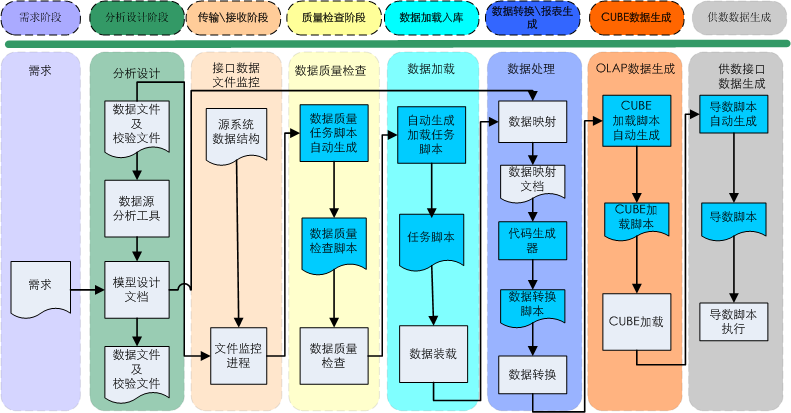 需求阶段
分析设计阶段
传输\接收阶段
质量检查阶段
数据加载入库
数据转换\报表生
成
CUBE数据生成
供数数据生成
需求
需求
分析设计
数据文件
及
校验文件
数据源
分析工具
模型设计
文档
数据文件
及
校验文件
接口数据
文件监控
源系统
数据结构
文件监控
进程
数据质量检查
数据质量
任务脚本
自动生成
数据质量
检查脚本
数据质量
检查
数据加载
自动生成
加载任务
脚本
任务脚本
数据装载
数据处理
数据映射
数据映射
文档
代码生成
器
数据转换
脚本
数据转换
OLAP数据生成
CUBE
加载脚本
自动生成
CUBE加
载脚本
CUBE加载
供数接口
数据生成
导数脚本
自动生成
导数脚本
导数脚本
执行